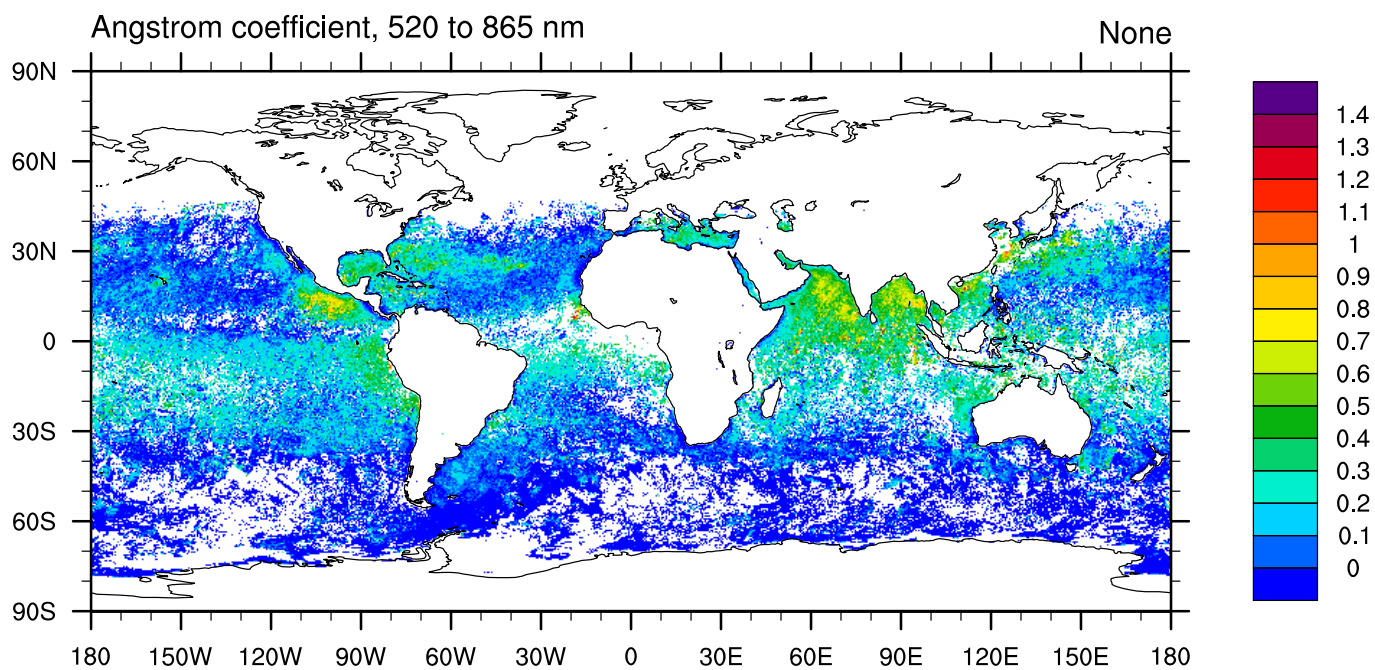 Angstrom coefficient, 520 to 865 nm None
90N
60N
30N
0
30S
60S
90S
180 150W 120W 90W 60W 30W 0 30E 60E 90E 120E 150E 180
1.4
1.3
1.2
1.1
1
0.9
0.8
0.7
0.6
0.5
0.4
0.3
0.2
0.1
0